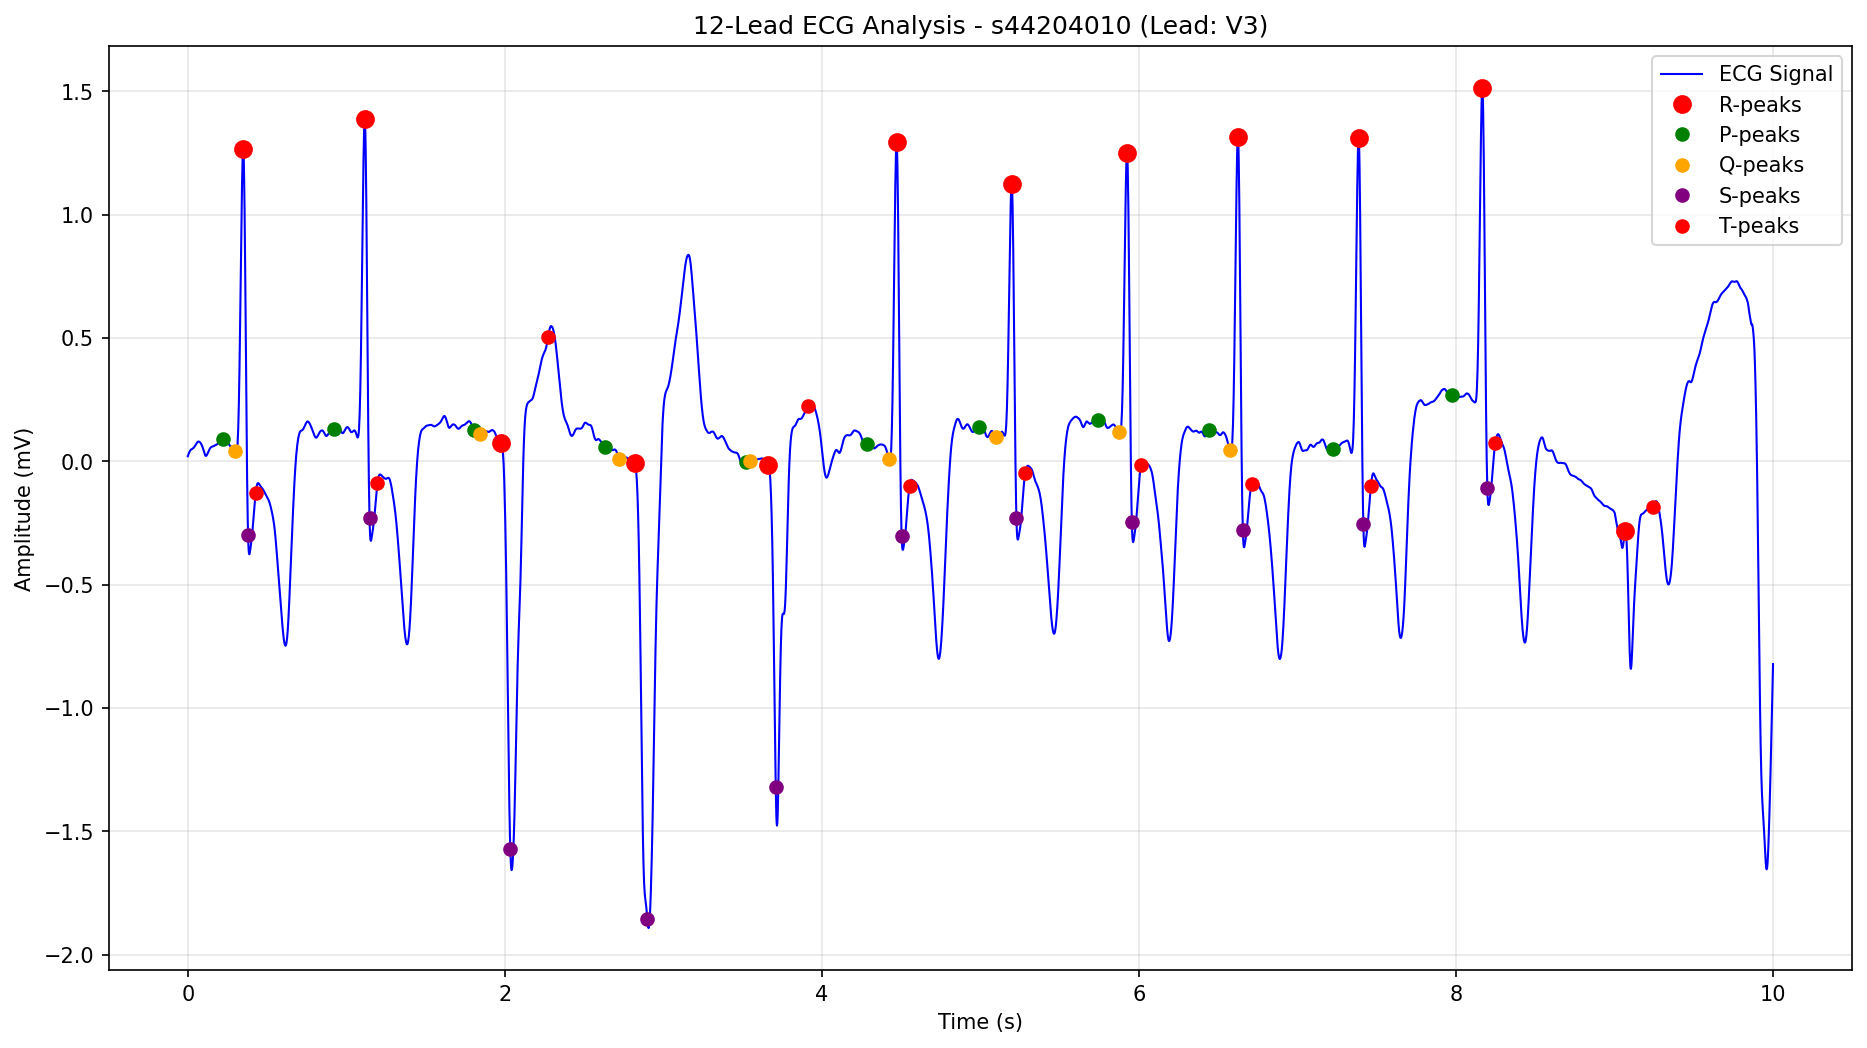 12-Lead ECG Analysis - s44204010 (Lead: V3)
ECG Signal
R-peaks
P-peaks
Q-peaks
S-peaks
T-peaks
Amplitude (mV)
1.5
1.0
0.5
0.0
−0.5
−1.0
−1.5
−2.0
0 2 4 6 8 10
Time (s)